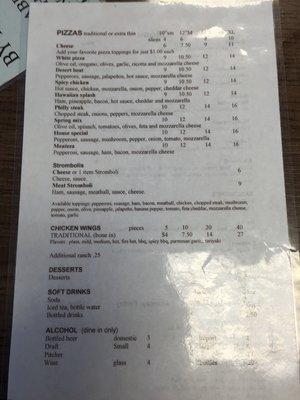 PIZZAS traditional or extra thin 10"sm 12"M XL
slices 4 6 8 10
Cheese 6 7.50 9 11
Add your favorite pizza toppings for just $1.00 each
White pizza 9 10.50 12 14
Olive oil, oregano, olives, garlic, ricotta and mozzarella cheese
Desert heat 9 10.50 12 14
Pepperoni, sausage, jalapeños, hot sauce, mozzarella cheese
Spicy chicken 9 10.50 12 14
Hot sauce, chicken, mozzarella, onion, pepper, cheddar cheese
Hawaiian splash 9 10.50 12 14
Ham, pineapple, bacon, hot sauce, cheddar and mozzarella
Philly steak 10 12 14 16
Chopped steak, onions, peppers, mozzarella cheese
Spring mix 10 12 14 16
Olive oil, spinach, tomatoes, olives, feta and mozzarella cheese
Home special 10 12 14 16
Pepperoni, sausage, mushrooms, pepper, onion, tomato, mozzarella
Meateza 10 12 14 16
Pepperoni, sausage, ham, bacon, mozzarella cheese
Strombolis
Cheese or 1 item Stromboli 6
Cheese, sauce.
Meat Stromboli 9
Ham, sausage, meatball, sauce, cheese.
Available toppings: pepperoni, sausage, ham, bacon, meatball, chicken, chopped steak, mushroom,
pepper, onion, olive, pineapple, jalapeño, banana pepper, tomato, feta cheddar, mozzarella cheese,
tomato, garlic
CHICKEN WINGS pieces 5 10 20 40
TRADITIONAL (bone in) $4 7.50 14 27
Flavors: plain, mild, medium, hot, fire hot, bbq, spicy bbq, parmesan garlic, teriyaki
Additional ranch .25
DESSERTS
Desserts
SOFT DRINKS
Soda
Iced tea, bottle water
Bottled drinks
ALCOHOL (dine in only)
Bottled beer domestic 3 import
Draft Small 4
Pitcher
Wine glass 4 bottles